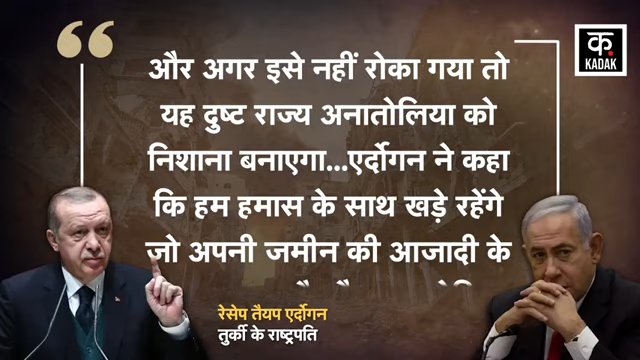 क
KADAK
और अगर इसे नहीं रोका गया तो
यह दुष्ट राज्य अनातोलिया को
निशाना बनाएगा...एर्दोगन ने कहा
कि हम हमास के साथ खड़े रहेंगे
जो अपनी जमीन की आजादी के
रेसेप तैयप एर्दोगन
तुर्की के राष्ट्रपति